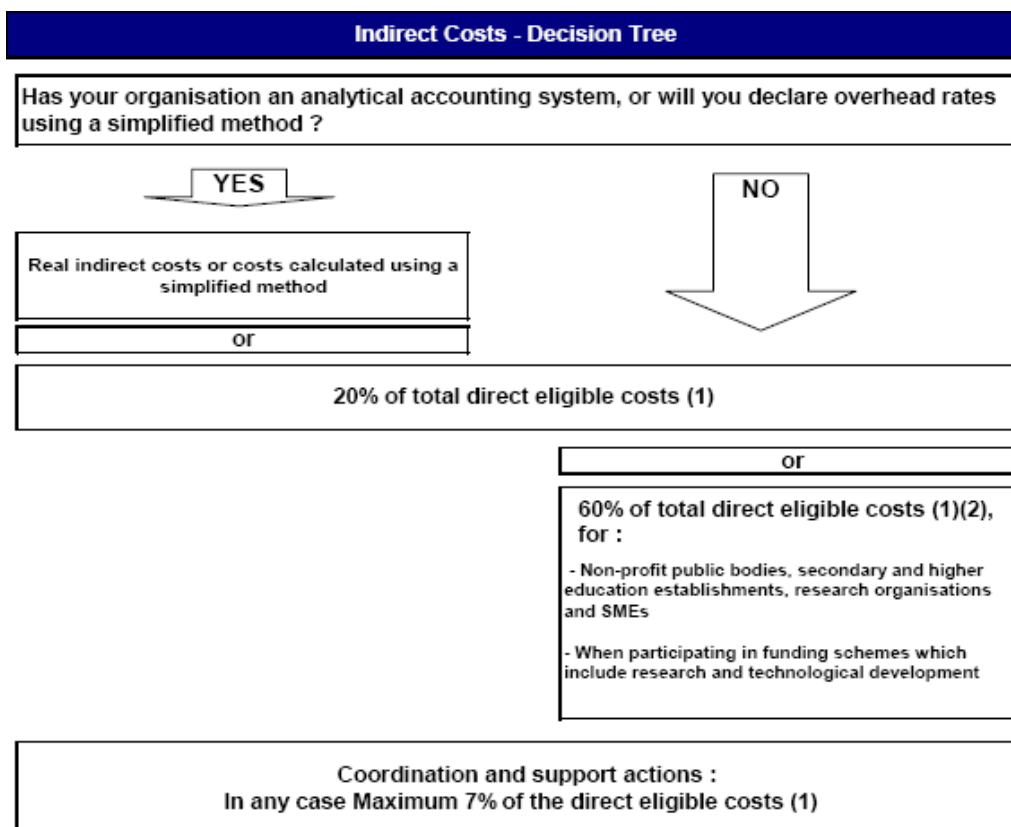 Indirect Costs - Decision Tree
Has your organisation an analytical accounting system, or will you declare overhead rates
using a simplified method ?
YES
NO
Real indirect costs or costs calculated using a
simplified method
or
20% of total direct eligible costs (1)
or
60% of total direct eligible costs (1)(2),
for :
- Non-profit public bodies, secondary and higher
education establishments, research organisations
and SMEs
- When participating in funding schemes which
include research and technological development
Coordination and support actions :
In any case Maximum 7% of the direct eligible costs (1)